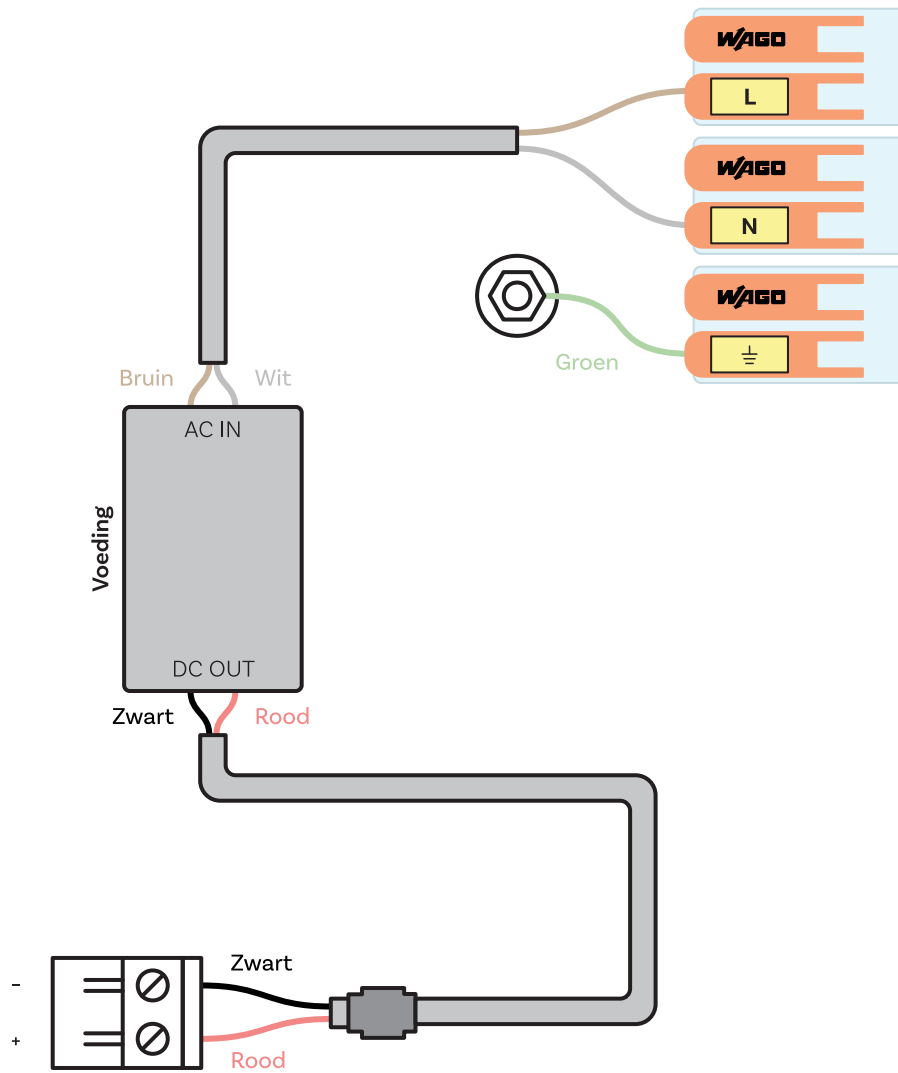 WAGO
L
WAGO
N
WAGO
Groen
Bruin
Wit
AC IN
Voeding
DC OUT
Zwart
Rood
Zwart
-
+
Rood